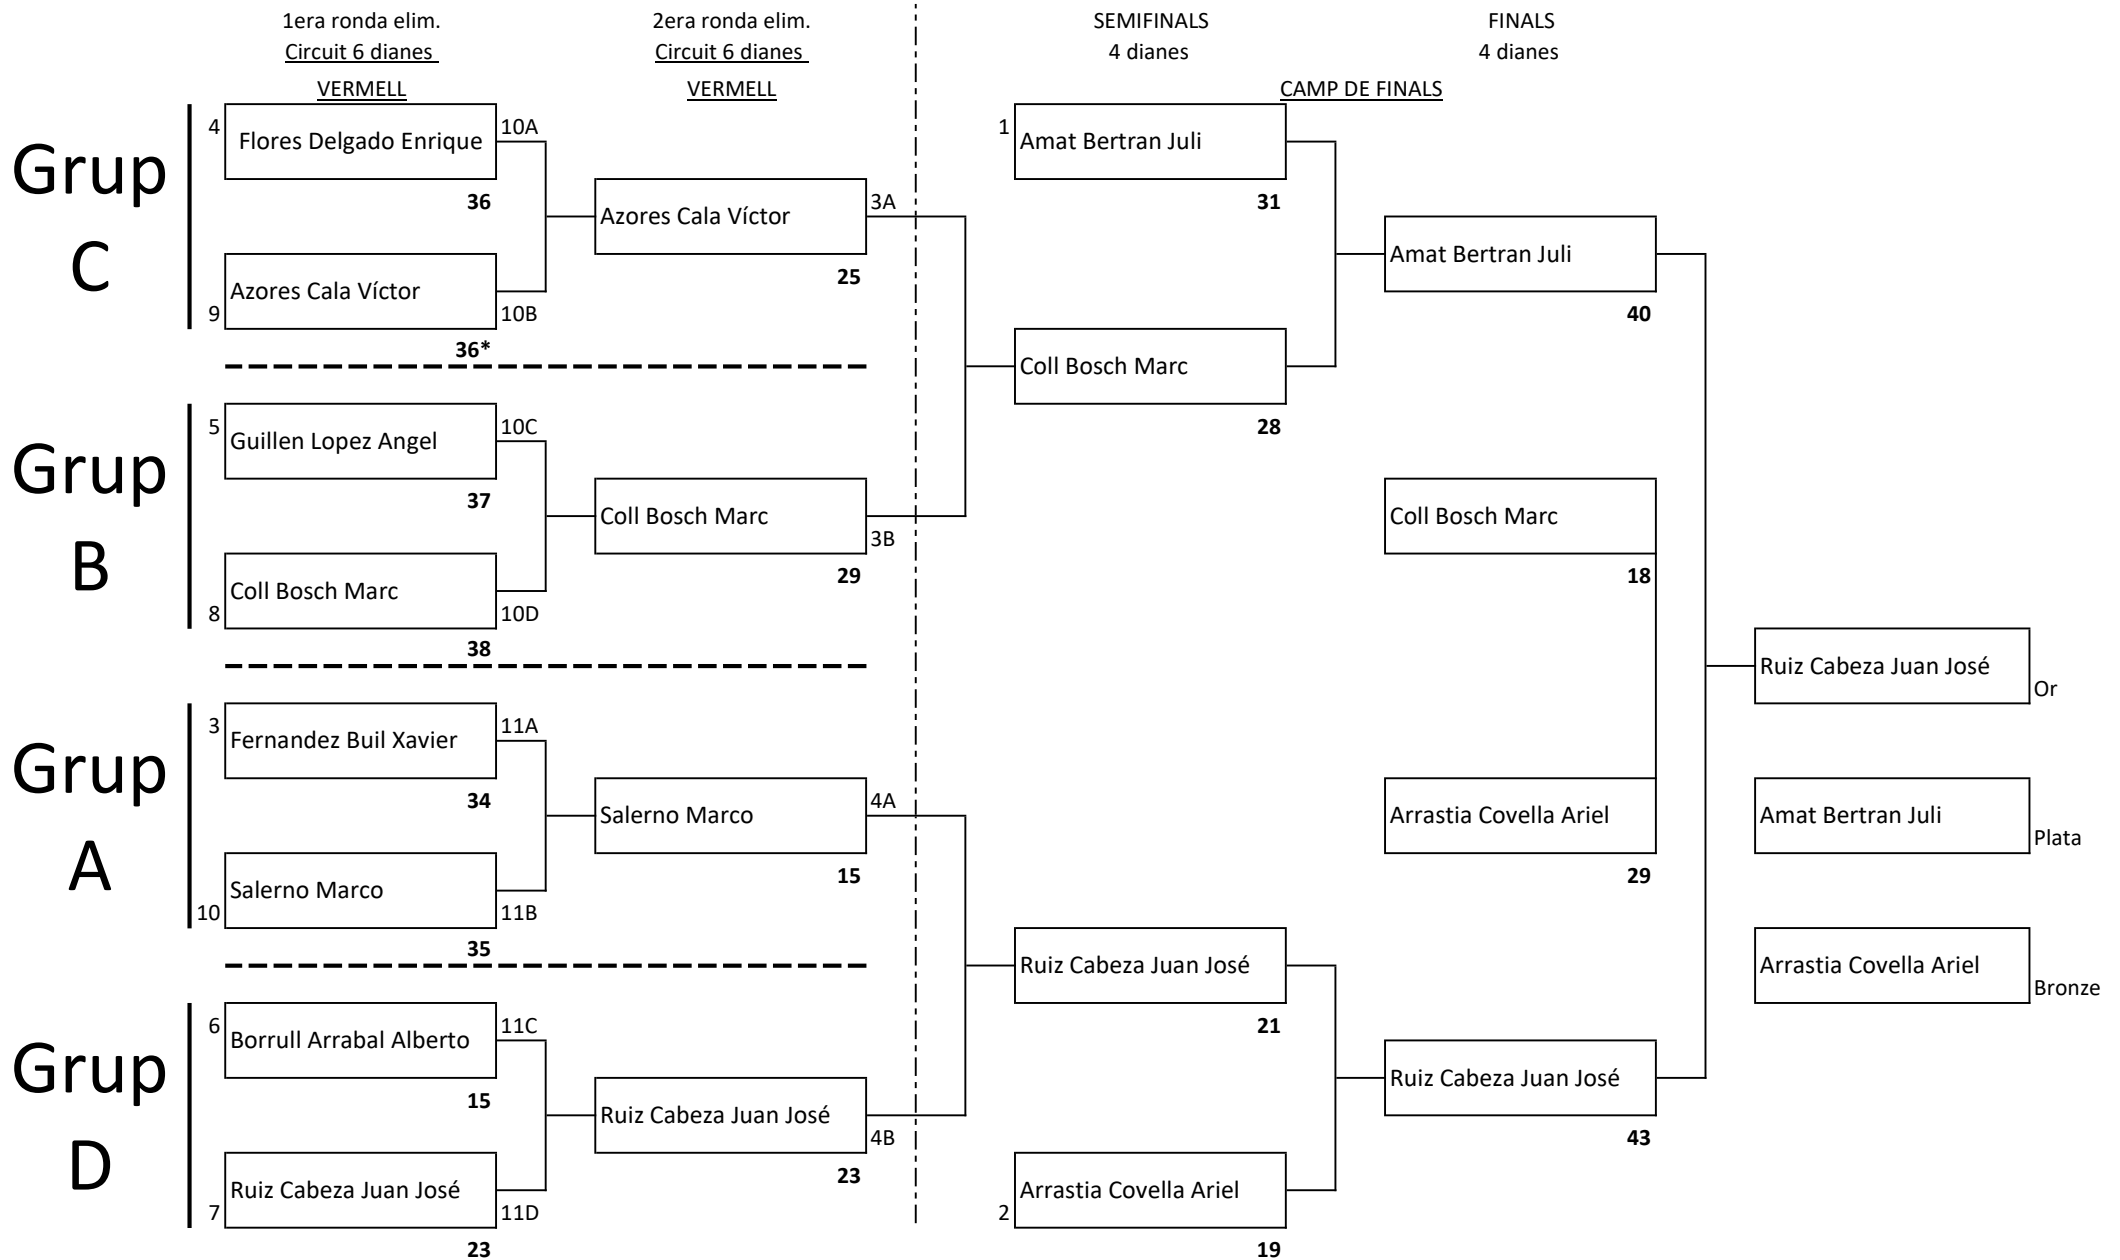 1era ronda elim.
Circuit 6 dianes
VERMELL
2era ronda elim.
Circuit 6 dianes
VERMELL
SEMIFINALS
4 dianes
FINALS
4 dianes
CAMP DE FINALS
Grup
C
4
Flores Delgado Enrique
10A
36
9
Azores Cala Víctor
10B
36*
Azores Cala Víctor
3A
25
Grup
B
5
Guillen Lopez Angel
10C
37
8
Coll Bosch Marc
10D
38
Coll Bosch Marc
3B
29
Grup
A
3
Fernandez Buil Xavier
11A
34
10
Salerno Marco
11B
35
Salerno Marco
4A
15
Grup
D
6
Borrull Arrabal Alberto
11C
15
7
Ruiz Cabeza Juan José
11D
23
Ruiz Cabeza Juan José
4B
23
1
Amat Bertran Juli
31
Coll Bosch Marc
28
Ruiz Cabeza Juan José
21
2
Arrastia Covella Ariel
19
Amat Bertran Juli
40
Coll Bosch Marc
18
Arrastia Covella Ariel
29
Ruiz Cabeza Juan José
43
Ruiz Cabeza Juan José
Or
Amat Bertran Juli
Plata
Arrastia Covella Ariel
Bronze